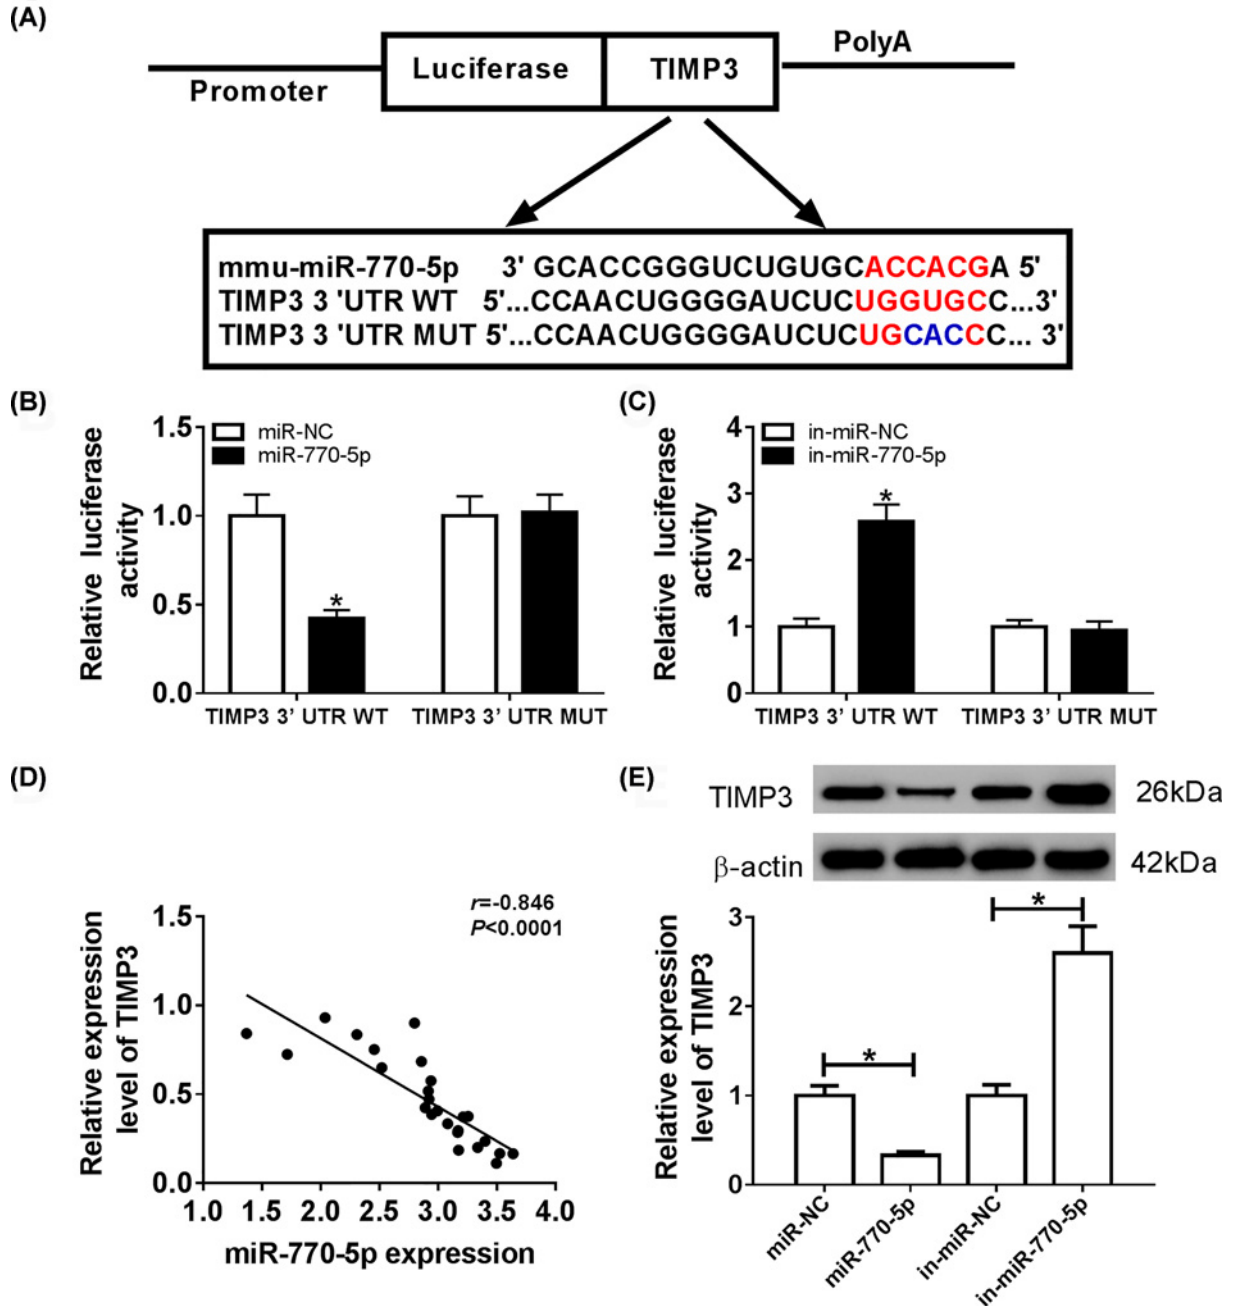 (A)
Promoter
Luciferase
TIMP3
PolyA
mmu-miR-770-5p 3' GCACCGGGUCUGUGCACCACGA 5'
TIMP3 3 'UTR WT 5'...CCAACUGGGGAUCUCUGGUGCC...3'
TIMP3 3 'UTR MUT 5'...CCAACUGGGGAUCUCUGCACCC... 3'
(B)
miR-NC
miR-770-5p
Relative luciferase
activity
1.5
1.0
0.5
0.0
*
TIMP3 3’ UTR WT
TIMP3 3’ UTR MUT
(C)
in-miR-NC
in-miR-770-5p
Relative luciferase
activity
4
3
2
1
0
*
TIMP3 3’ UTR WT
TIMP3 3’ UTR MUT
(D)
r=-0.846
P<0.0001
Relative expression
level of TIMP3
1.5
1.0
0.5
0.0
1.0 1.5 2.0 2.5 3.0 3.5 4.0
miR-770-5p expression
(E)
TIMP3
26kDa
β-actin
42kDa
Relative expression
level of TIMP3
3
2
1
0
*
*
miR-NC
miR-770-5p
in-miR-NC
in-miR-770-5p